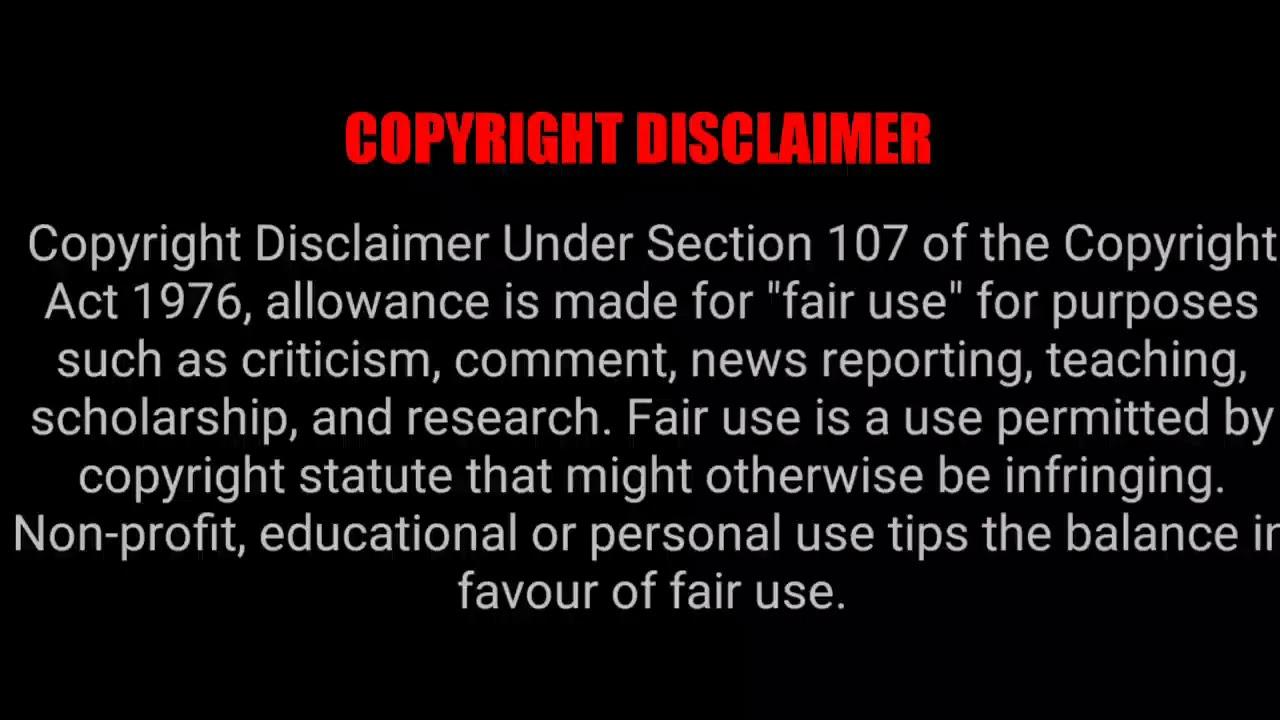 COPYRIGHT DISCLAIMER
Copyright Disclaimer Under Section 107 of the Copyright
Act 1976, allowance is made for "fair use" for purposes
such as criticism, comment, news reporting, teaching,
scholarship, and research. Fair use is a use permitted by
copyright statute that might otherwise be infringing.
Non-profit, educational or personal use tips the balance in
favour of fair use.